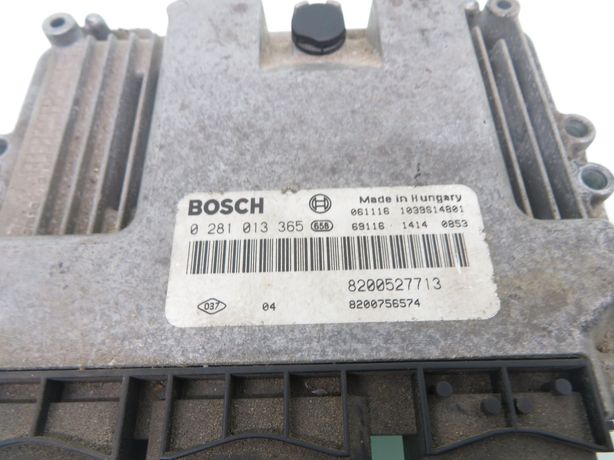 BOSCH Made in Hungary
061116 1039S14801
0 281 013 365 658 69116 1414 0853
8200527713
037 04 8200756574